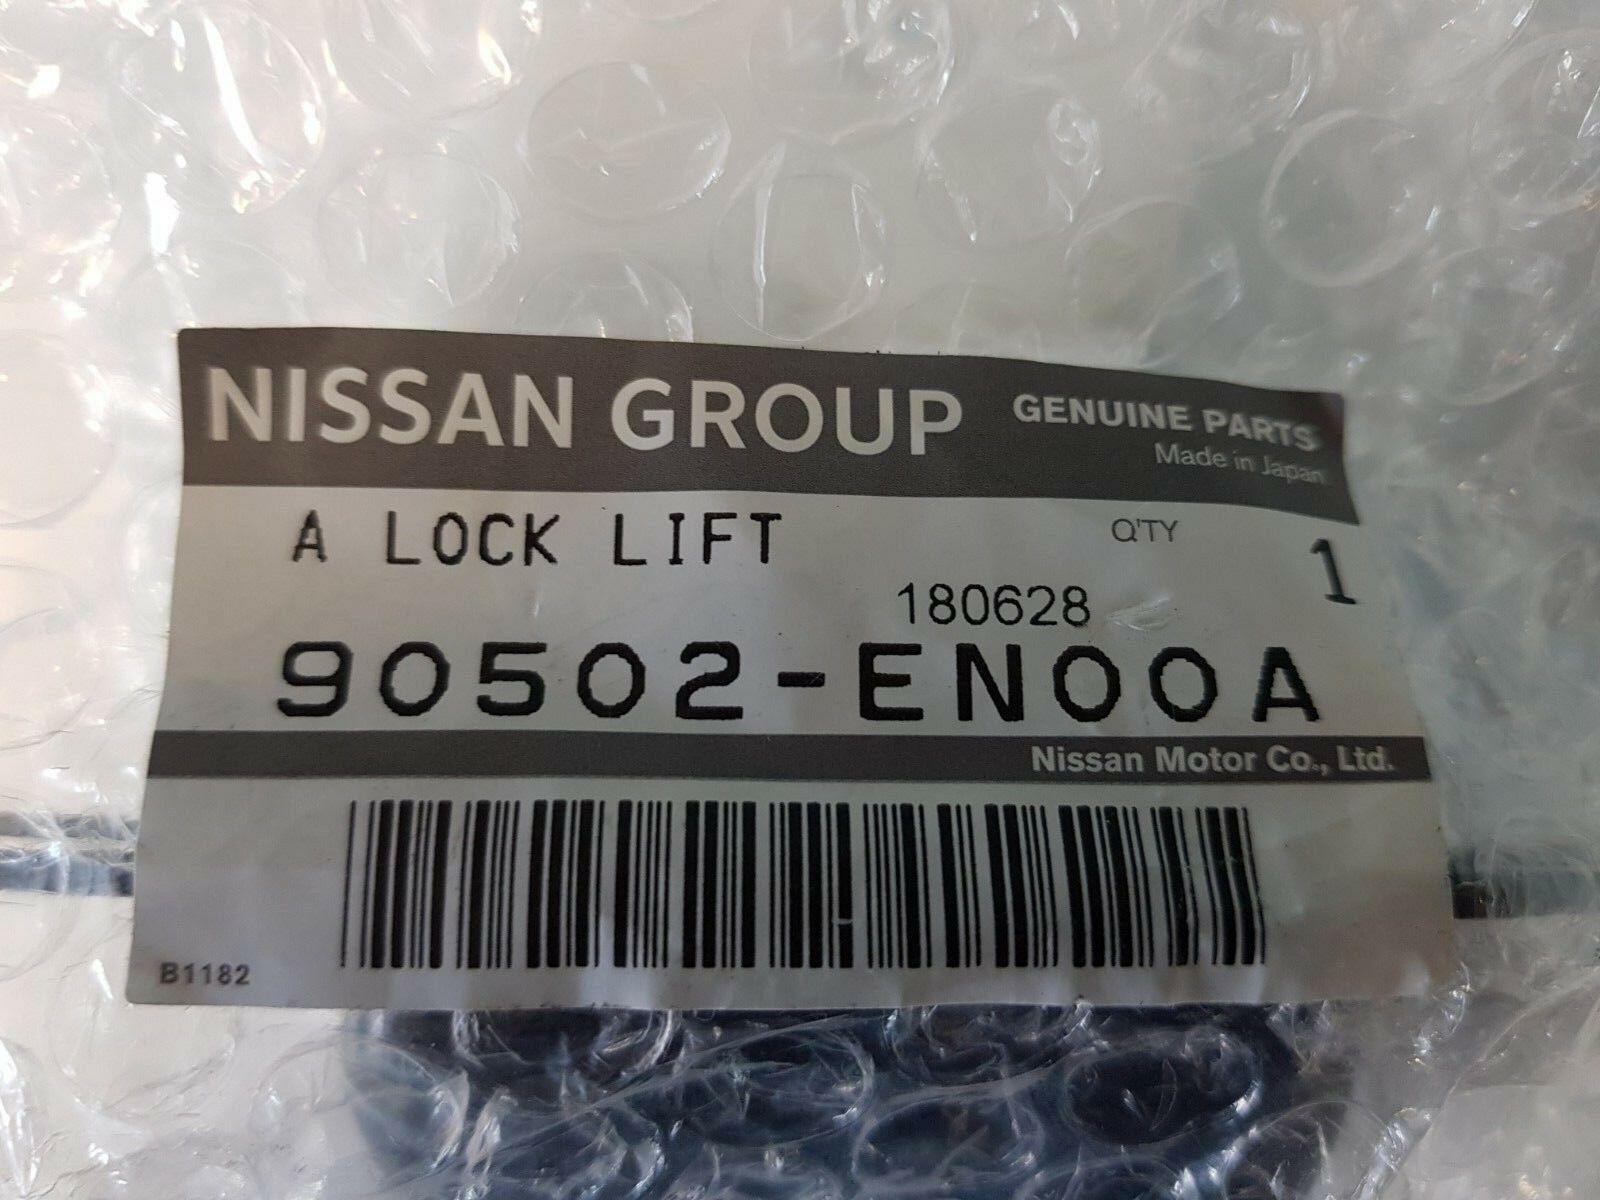 NISSAN GROUP GENUINE PARTS
Made in Japan
A LOCK LIFT Q'TY 1
180628
90502-EN00A
Nissan Motor Co., Ltd.
B1182